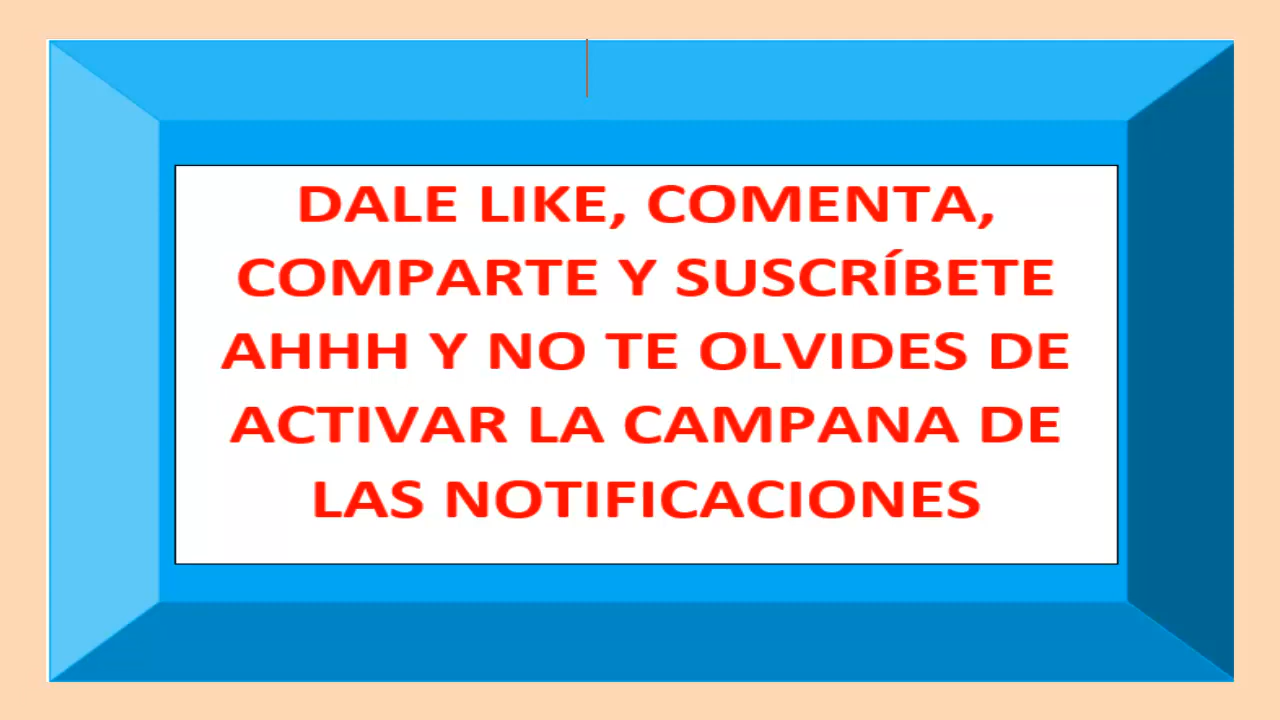 DALE LIKE, COMENTA,
COMPARTE Y SUSCRÍBETE
AHHH Y NO TE OLVIDES DE
ACTIVAR LA CAMPANA DE
LAS NOTIFICACIONES